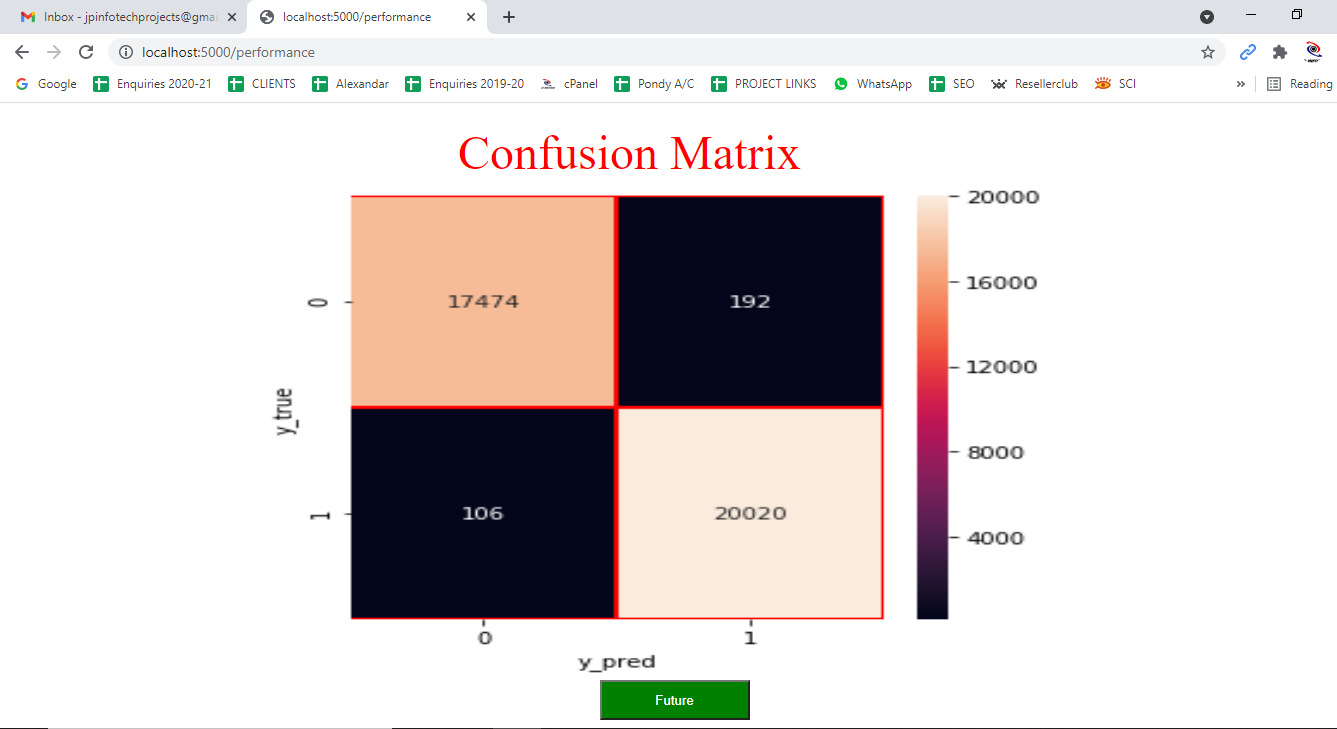 Inbox - jpinfotechprojects@gmai
localhost:5000/performance
localhost:5000/performance
Google Enquiries 2020-21 CLIENTS Alexandar Enquiries 2019-20 cPanel Pondy A/C PROJECT LINKS WhatsApp SEO Resellerclub SCI » Reading
Confusion Matrix
20000
0 17474 192
16000
12000
y_true
8000
1 106 20020
4000
0 1
y_pred
Future